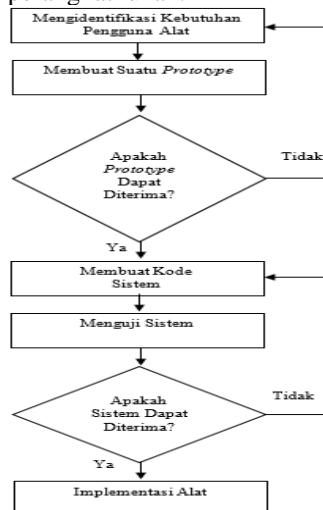 Mengidentifikasi Kebutuhan
Pengguna Alat
Membuat Suatu Prototype
Apakah
Prototype
Dapat
Diterima?
Tidak
Ya
Membuat Kode
Sistem
Menguji Sistem
Apakah
Sistem Dapat
Diterima?
Tidak
Ya
Implementasi Alat